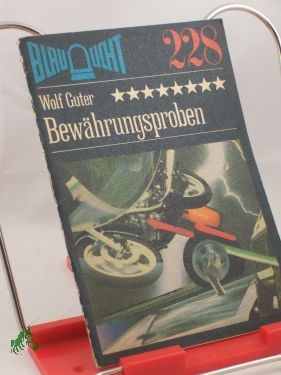 BLAULICHT
228
Wolf Guter
Bewährungsproben